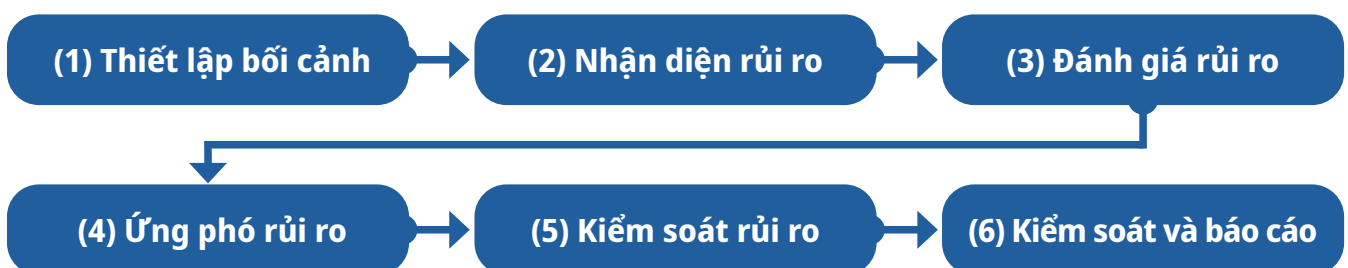 (1) Thiết lập bối cảnh
(2) Nhận diện rủi ro
(3) Đánh giá rủi ro
(4) Ứng phó rủi ro
(5) Kiểm soát rủi ro
(6) Kiểm soát và báo cáo